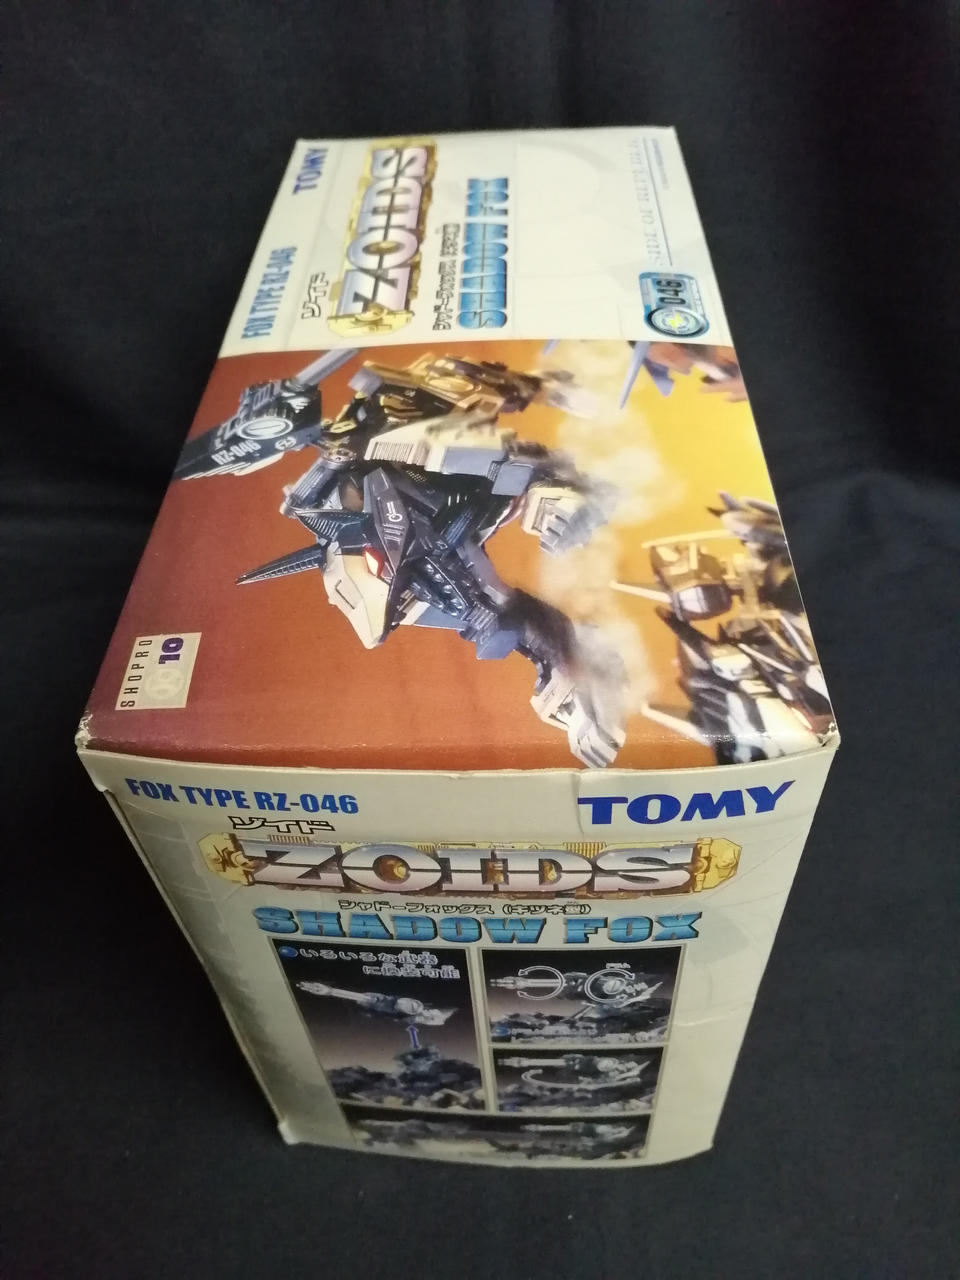 TOMY
FOX TYPE RZ-046
ゾイド
ZOIDS
シャドーフォックス (キツネ型)
SHADOW FOX
SIDE OF REPUBLIC
046
RZ-046
SHOPRO
10
FOX TYPE RZ-046
TOMY
ゾイド
ZOIDS
シャドーフォックス (キツネ型)
SHADOW FOX
いろいろな武器
に換装可能